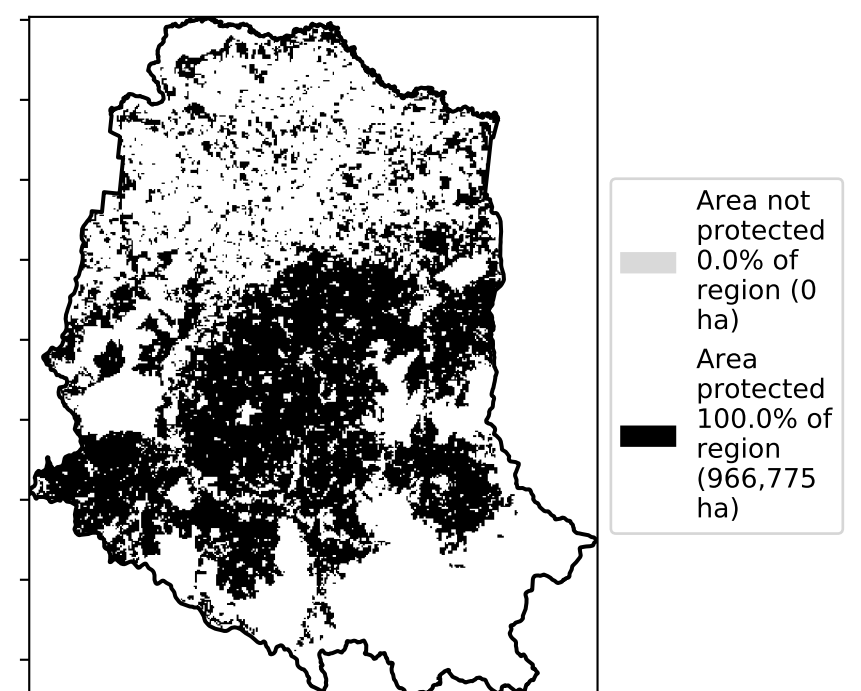 Area not
protected
0.0% of
region (0
ha)
Area
protected
100.0% of
region
(966,775
ha)